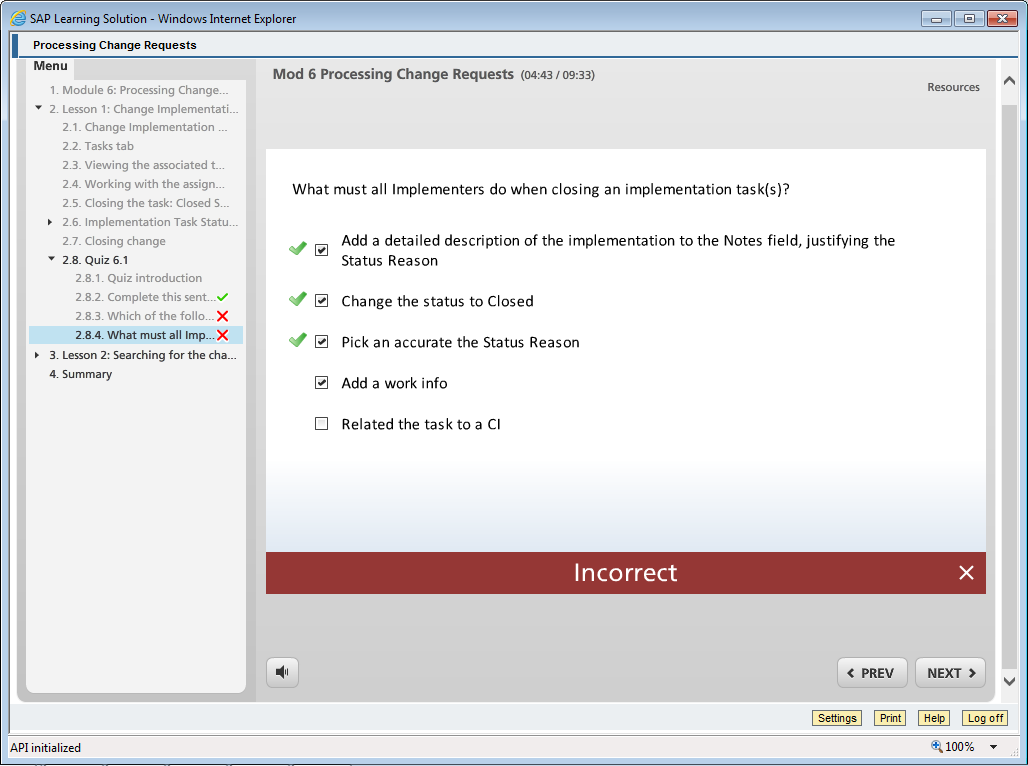 SAP Learning Solution - Windows Internet Explorer
Processing Change Requests
Menu
1. Module 6: Processing Change...
2. Lesson 1: Change Implementati...
2.1. Change Implementation ...
2.2. Tasks tab
2.3. Viewing the associated t...
2.4. Working with the assign...
2.5. Closing the task: Closed S...
2.6. Implementation Task Statu...
2.7. Closing change
2.8. Quiz 6.1
2.8.1. Quiz introduction
2.8.2. Complete this sent...
2.8.3. Which of the follo...
2.8.4. What must all Imp...
3. Lesson 2: Searching for the cha...
4. Summary
Mod 6 Processing Change Requests (04:43 / 09:33)
Resources
What must all Implementers do when closing an implementation task(s)?
Add a detailed description of the implementation to the Notes field, justifying the
Status Reason
Change the status to Closed
Pick an accurate the Status Reason
Add a work info
Related the task to a CI
Incorrect
PREV
NEXT
Settings
Print
Help
Log off
API initialized
100%